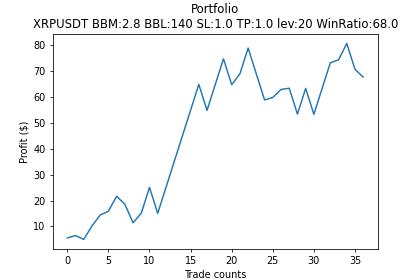 Portfolio
XRPUSDT BBM:2.8 BBL:140 SL:1.0 TP:1.0 lev:20 WinRatio:68.0
80
70
60
50
40
30
20
10
Profit ($)
0 5 10 15 20 25 30 35
Trade counts